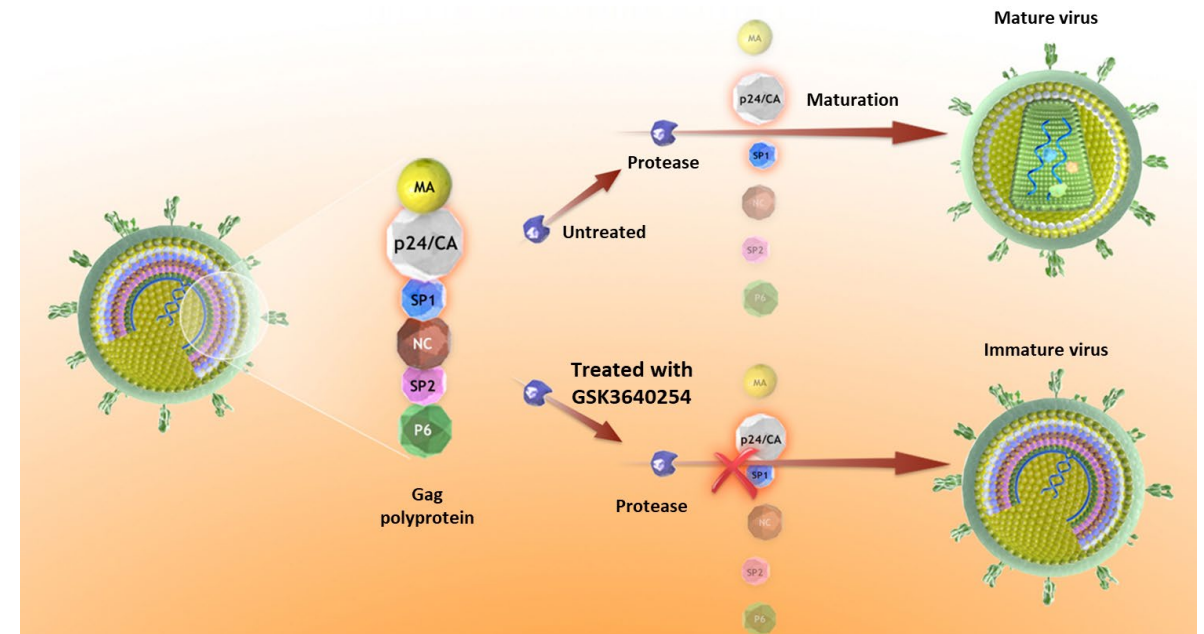 Mature virus
MA
p24/CA
Maturation
Protease
SP1
MA
NC
Untreated
p24/CA
SP2
SP1
P6
NC
Immature virus
Treated with
GSK3640254
SP2
MA
P6
p24/CA
SP1
Protease
Gag
polyprotein
NC
SP2
P6